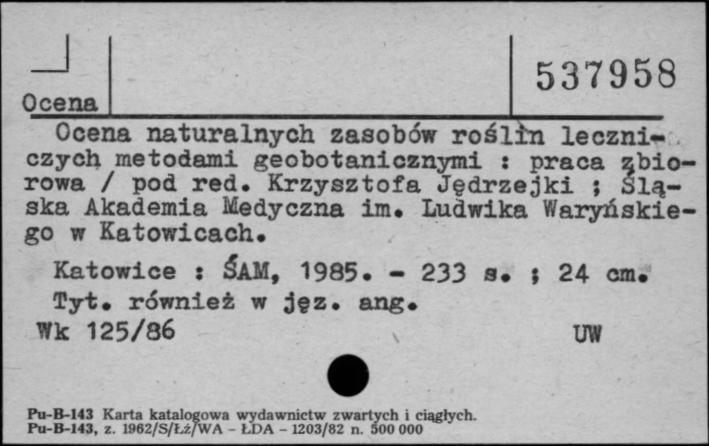 537958
Ocena
Ocena naturalnych zasobów roślin leczni-
czych metodami geobotanicznymi : praca zbio-
rowa / pod red. Krzysztofa Jędrzejki ; Ślą-
ska Akademia Medyczna im. Ludwika Waryńskie-
go w Katowicach.
Katowice : ŚAM, 1985. - 233 s. ; 24 cm.
Tyt. również w jęz. ang.
Wk 125/86 UW
Pu-B-143 Karta katalogowa wydawnictw zwartych i ciągłych.
Pu-B-143, z. 1962/S/Łż/WA - ŁDA - 1203/82 n. 500 000